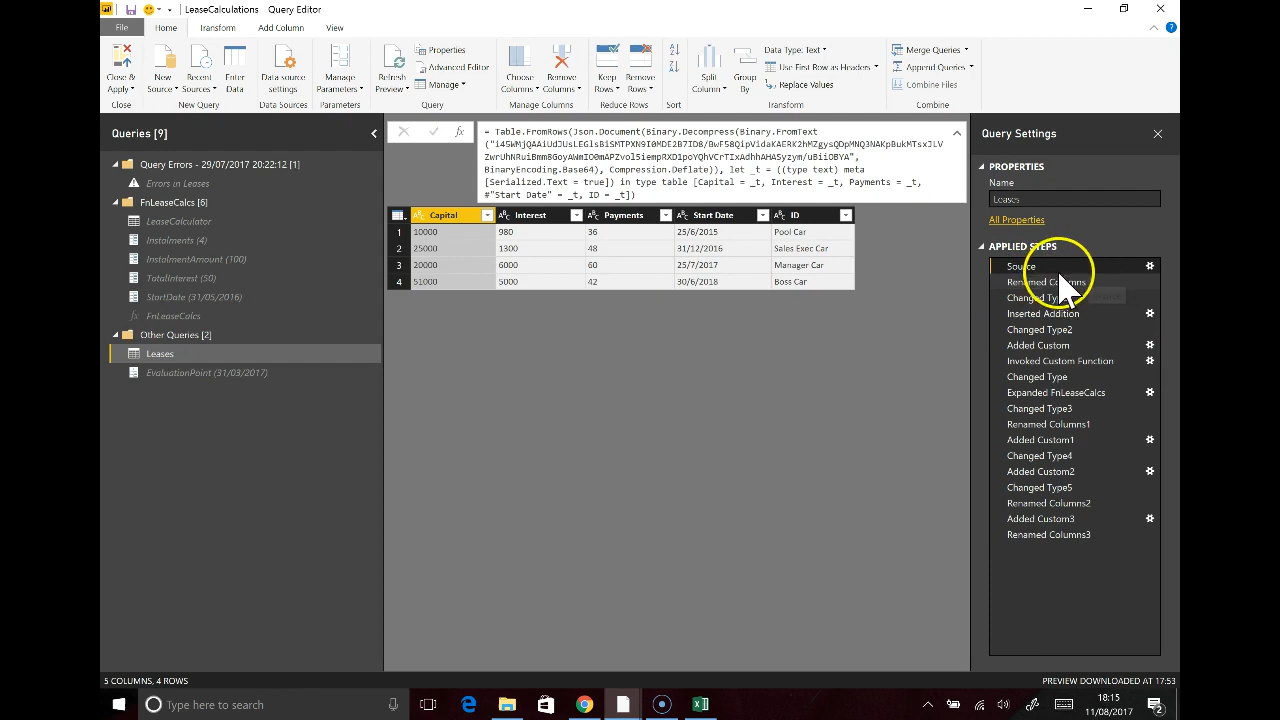 LeaseCalculations - Query Editor
File
Home
Transform
Add Column
View
Close & Apply
New Source
Recent Sources
Enter Data
Data source settings
Manage Parameters
Refresh Preview
Properties
Advanced Editor
Manage
Choose Columns
Remove Columns
Keep Rows
Remove Rows
Split Column
Group By
Data Type: Text
Use First Row as Headers
Replace Values
Merge Queries
Append Queries
Combine Files
Close
New Query
Data Sources
Parameters
Query
Manage Columns
Reduce Rows
Sort
Transform
Combine
Queries [9]
Query Errors - 29/07/2017 20:22:12 [1]
Errors in Leases
FnLeaseCalcs [6]
LeaseCalculator
Instalments (4)
InstalmentAmount (100)
TotalInterest (50)
StartDate (31/05/2016)
fx FnLeaseCalcs
Other Queries [2]
Leases
EvaluationPoint (31/03/2017)
fx
= Table.FromRows(Json.Document(Binary.Decompress(Binary.FromText
BinaryEncoding.Base64), Compression.Deflate)), let _t = ((type text) meta
[Serialized.Text = true]) in type table [Capital = _t, Interest = _t, Payments = _t,
#"Start Date" = _t, ID = _t])
Capital Interest Payments Start Date ID
1 10000 980 36 25/6/2015 Pool Car
2 25000 1300 48 31/12/2016 Sales Exec Car
3 20000 6000 60 25/7/2017 Manager Car
4 51000 5000 42 30/6/2018 Boss Car
Query Settings
PROPERTIES
Name
Leases
All Properties
APPLIED STEPS
Source
Renamed Columns
Changed
Inserted Addition
Changed Type2
Added Custom
Invoked Custom Function
Changed Type
Expanded FnLeaseCalcs
Changed Type3
Renamed Columns1
Added Custom1
Changed Type4
Added Custom2
Changed Type5
Renamed Columns2
Added Custom3
Renamed Columns3
5 COLUMNS, 4 ROWS
PREVIEW DOWNLOADED AT 17:53
Type here to search
18:15
11/08/2017
2